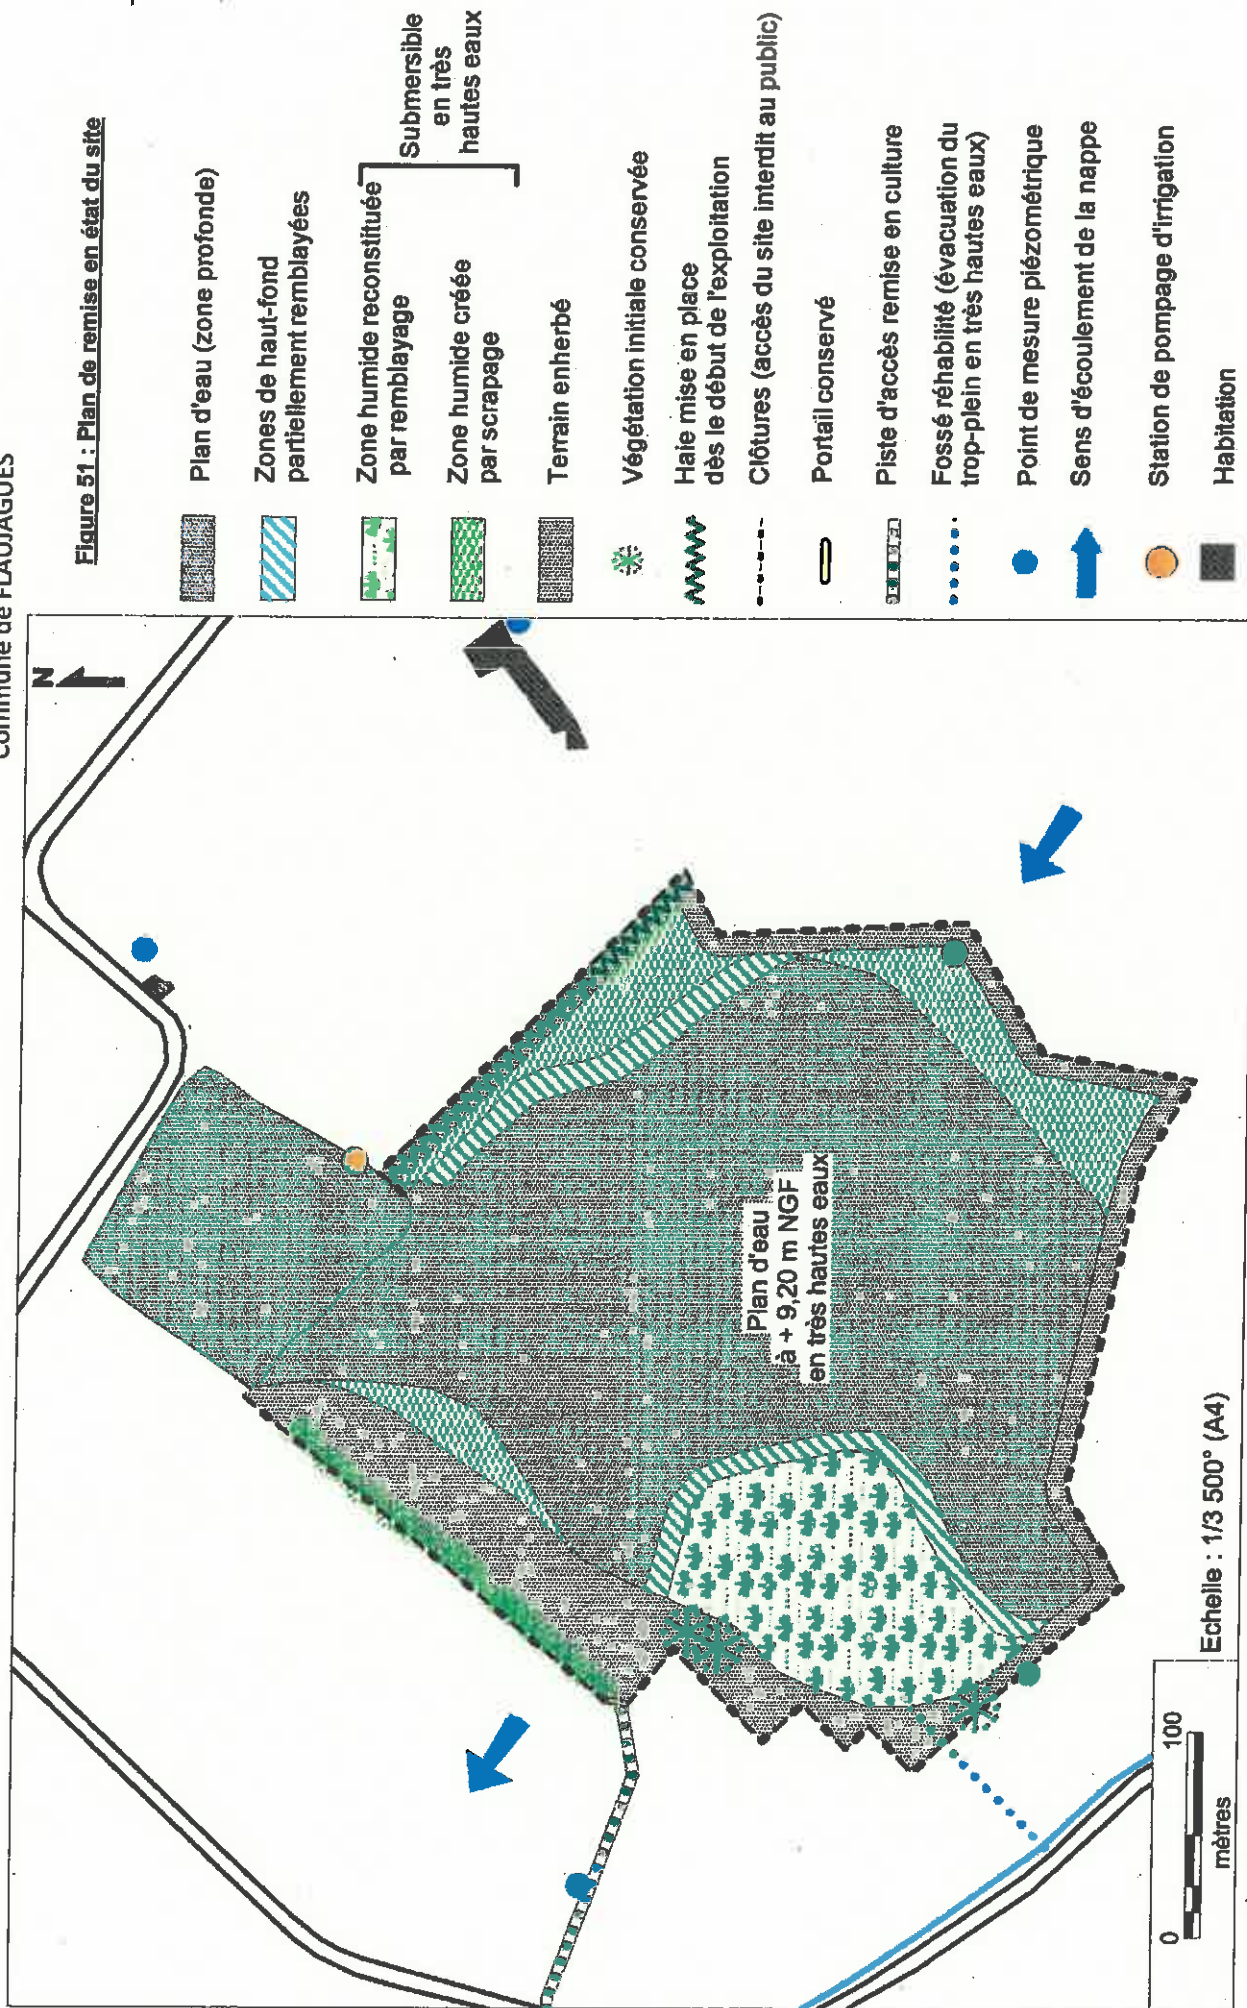 Commune de FLAUJAGUES
Figure 51 : Plan de remise en état du site
Plan d'eau (zone profonde)
Zones de haut-fond
partiellement remblayées
Zone humide reconstituée
par remblayage
Zone humide créée
par scrapage
Submersible
en très
hautes eaux
Terrain enherbé
Végétation initiale conservée
Haie mise en place
dès le début de l'exploitation
Clôtures (accès du site interdit au public)
Portail conservé
Piste d'accès remise en culture
Fossé réhabilité (évacuation du
trop-plein en très hautes eaux)
Point de mesure piézométrique
Sens d'écoulement de la nappe
Station de pompage d'irrigation
Habitation
N
Plan d'eau
à + 9,20 m NGF
en très hautes eaux
0
100
mètres
Echelle : 1/3 500° (A4)